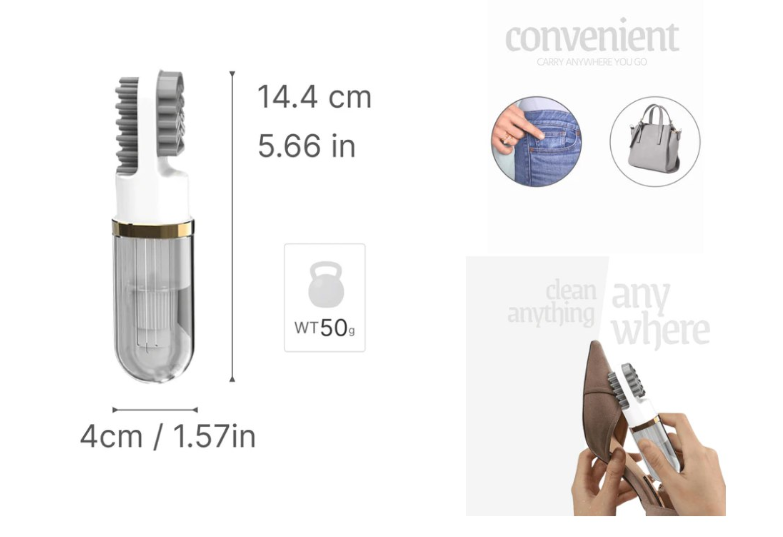 14.4 cm
5.66 in
WT50g
4cm / 1.57in
convenient
CARRY ANYWHERE YOU GO
clean
anything
any
where